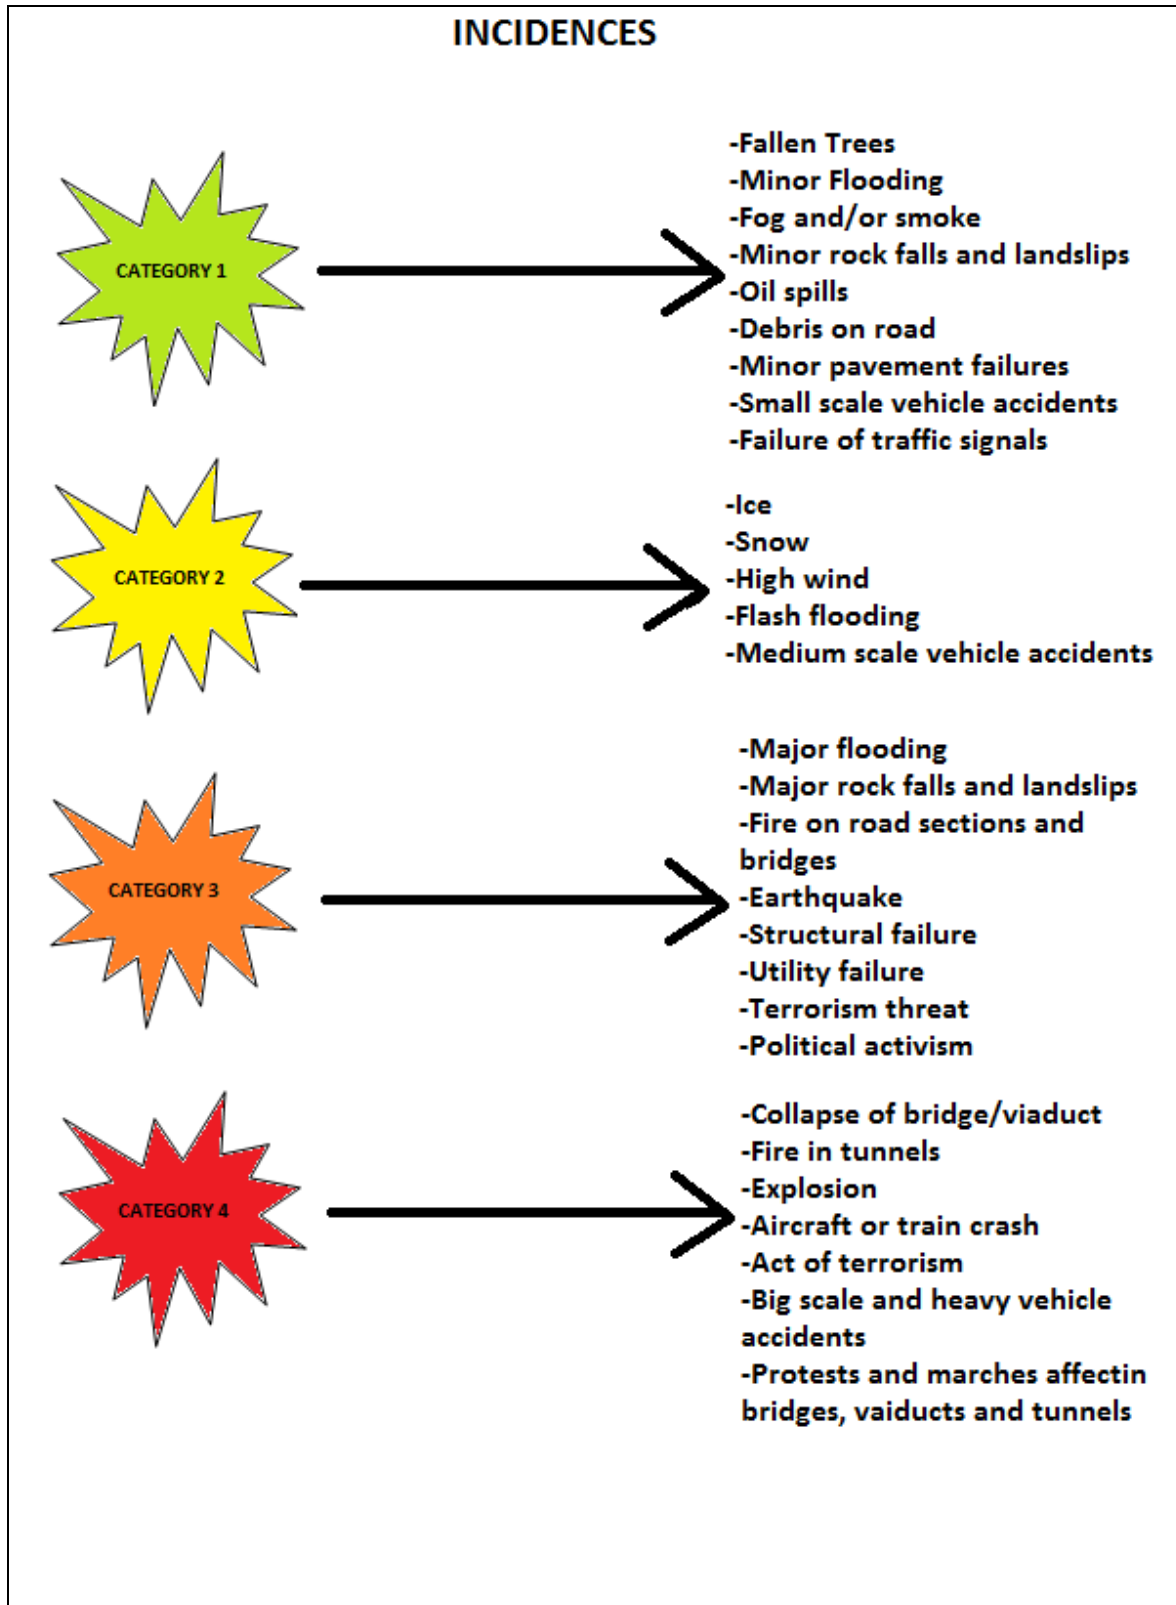 INCIDENCES
CATEGORY 1
-Fallen Trees
-Minor Flooding
-Fog and/or smoke
-Minor rock falls and landslips
-Oil spills
-Debris on road
-Minor pavement failures
-Small scale vehicle accidents
-Failure of traffic signals
CATEGORY 2
-Ice
-Snow
-High wind
-Flash flooding
-Medium scale vehicle accidents
CATEGORY 3
-Major flooding
-Major rock falls and landslips
-Fire on road sections and
bridges
-Earthquake
-Structural failure
-Utility failure
-Terrorism threat
-Political activism
CATEGORY 4
-Collapse of bridge/viaduct
-Fire in tunnels
-Explosion
-Aircraft or train crash
-Act of terrorism
-Big scale and heavy vehicle
accidents
-Protests and marches affectin
bridges, vaiducts and tunnels